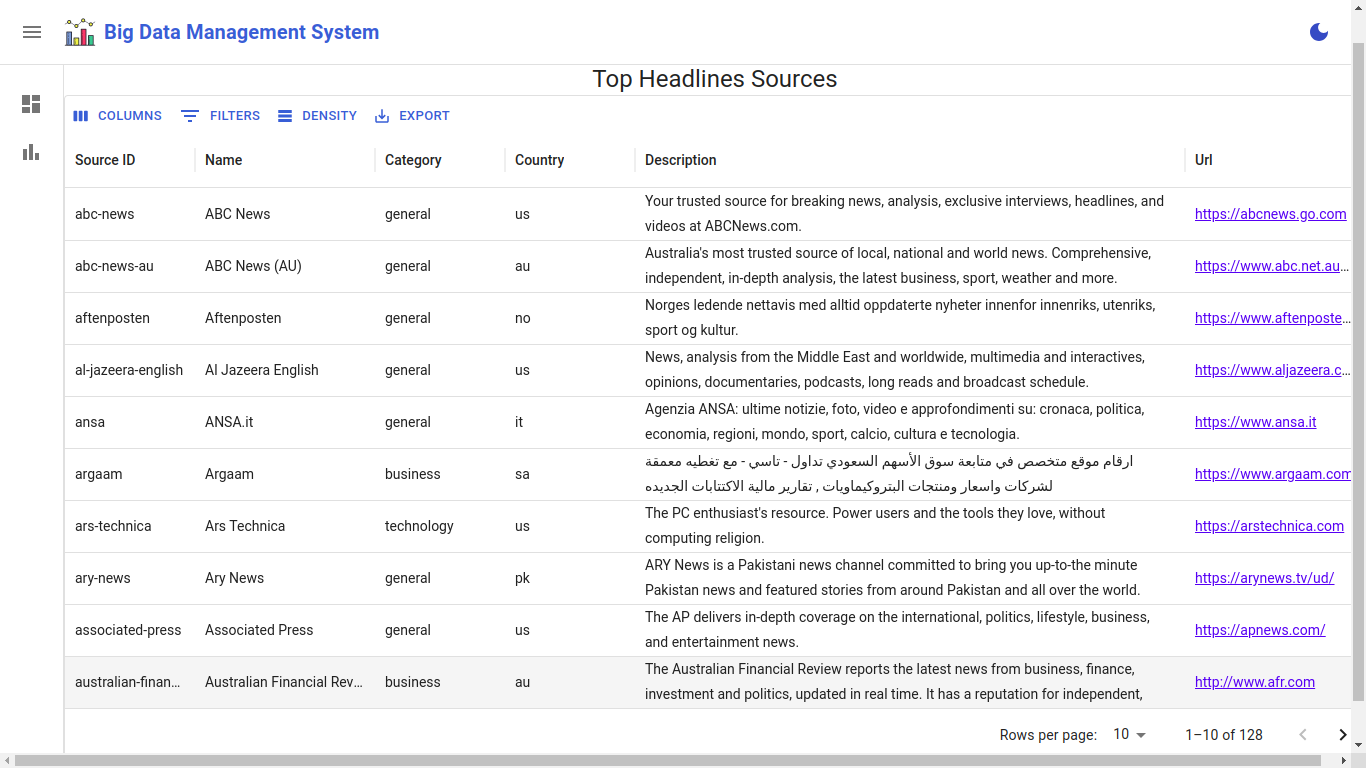 Big Data Management System
Top Headlines Sources
COLUMNS FILTERS DENSITY EXPORT
Source ID Name Category Country Description Url
abc-news ABC News general us Your trusted source for breaking news, analysis, exclusive interviews, headlines, and https://abcnews.go.com
videos at ABCNews.com.
abc-news-au ABC News (AU) general au Australia's most trusted source of local, national and world news. Comprehensive, https://www.abc.net.au…
independent, in-depth analysis, the latest business, sport, weather and more.
aftenposten Aftenposten general no Norges ledende nettavis med alltid oppdaterte nyheter innenfor innenriks, utenriks, https://www.aftenposte…
sport og kultur.
al-jazeera-english Al Jazeera English general us News, analysis from the Middle East and worldwide, multimedia and interactives, https://www.aljazeera.c…
opinions, documentaries, podcasts, long reads and broadcast schedule.
ansa ANSA.it general it Agenzia ANSA: ultime notizie, foto, video e approfondimenti su: cronaca, politica, https://www.ansa.it
economia, regioni, mondo, sport, calcio, cultura e tecnologia.
argaam Argaam business sa ارقام موقع متخصص في متابعة سوق الأسهم السعودي تداول - تاسي - مع تغطيه معمقة https://www.argaam.com
لشركات واسعار ومنتجات البتروكيماويات , تقارير مالية الاكتتابات الجديده
ars-technica Ars Technica technology us The PC enthusiast's resource. Power users and the tools they love, without https://arstechnica.com
computing religion.
ary-news Ary News general pk ARY News is a Pakistani news channel committed to bring you up-to-the minute https://arynews.tv/ud/
Pakistan news and featured stories from around Pakistan and all over the world.
associated-press Associated Press general us The AP delivers in-depth coverage on the international, politics, lifestyle, business, https://apnews.com/
and entertainment news.
australian-finan… Australian Financial Rev… business au The Australian Financial Review reports the latest news from business, finance, http://www.afr.com
investment and politics, updated in real time. It has a reputation for independent,
Rows per page: 10 1–10 of 128